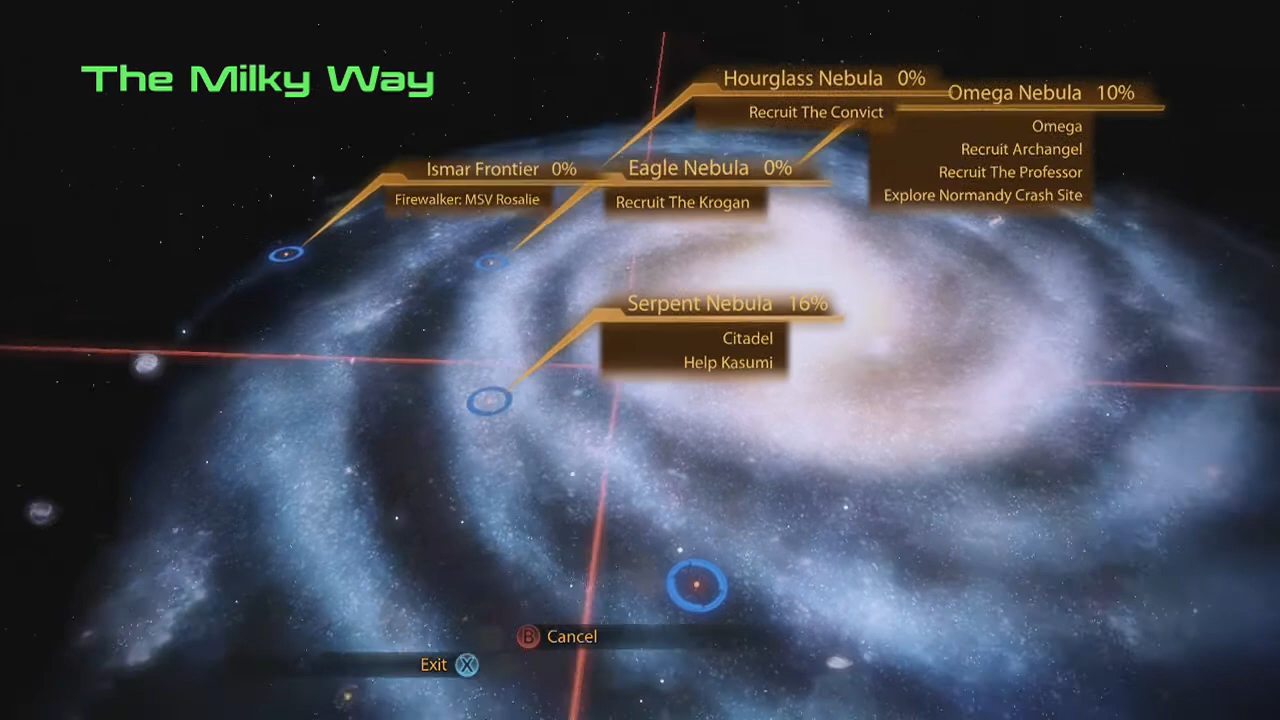 The Milky Way
Hourglass Nebula 0%
Recruit The Convict
Omega Nebula 10%
Omega
Recruit Archangel
Recruit The Professor
Explore Normandy Crash Site
Ismar Frontier 0%
Firewalker: MSV Rosalie
Eagle Nebula 0%
Recruit The Krogan
Serpent Nebula 16%
Citadel
Help Kasumi
B Cancel
Exit X